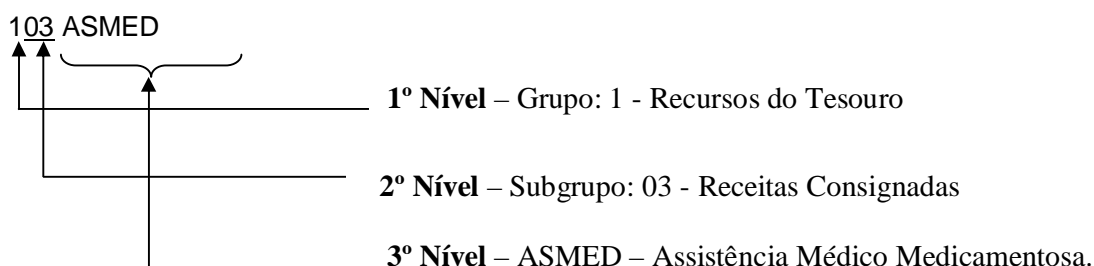 103 ASMED
1º Nível – Grupo: 1 - Recursos do Tesouro
2º Nível – Subgrupo: 03 - Receitas Consignadas
3º Nível – ASMED – Assistência Médico Medicamentosa.